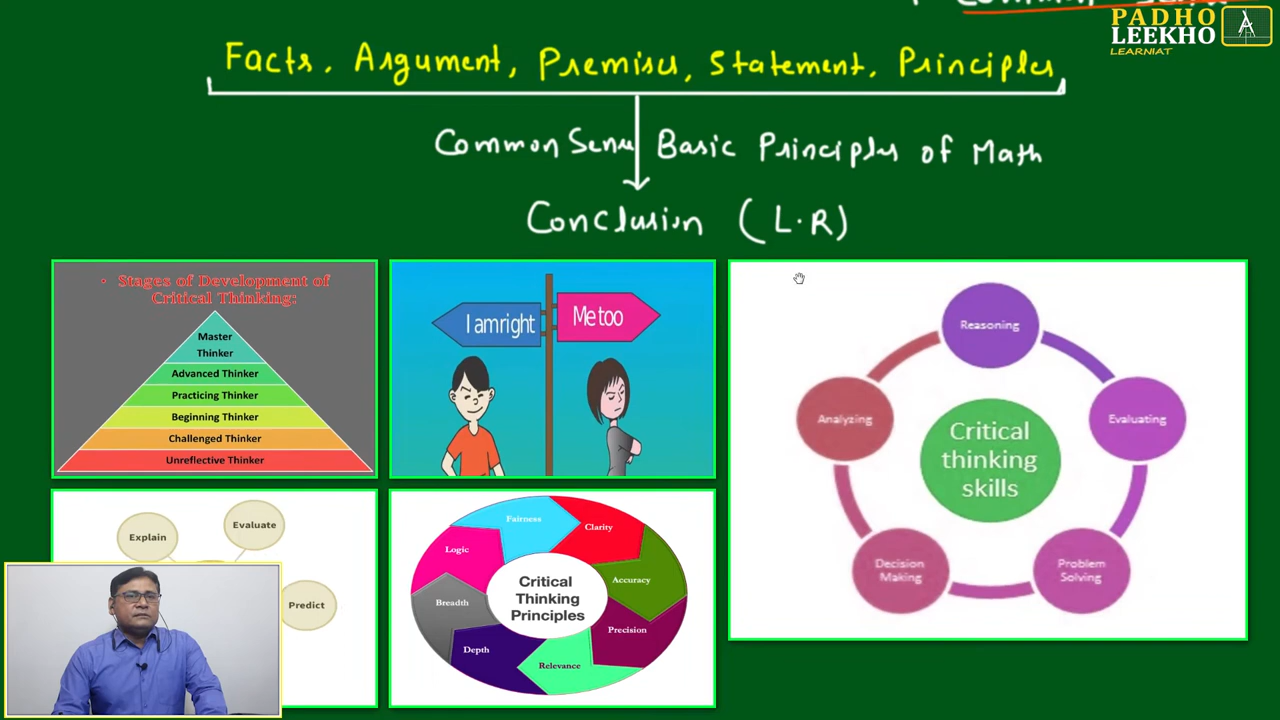 PADHO
LEEKHO
LEARNIAT
Facts, Argument, Premises, Statement, Principles
Common Sense Basic Principles of Math
Conclusion (L.R)
• Stages of Development of
Critical Thinking:
Master
Thinker
Advanced Thinker
Practicing Thinker
Beginning Thinker
Challenged Thinker
Unreflective Thinker
I am right
Me too
Reasoning
Evaluating
Problem
Solving
Decision
Making
Analyzing
Critical
thinking
skills
Explain
Evaluate
Predict
Fairness
Clarity
Accuracy
Precision
Relevance
Depth
Breadth
Logic
Critical
Thinking
Principles